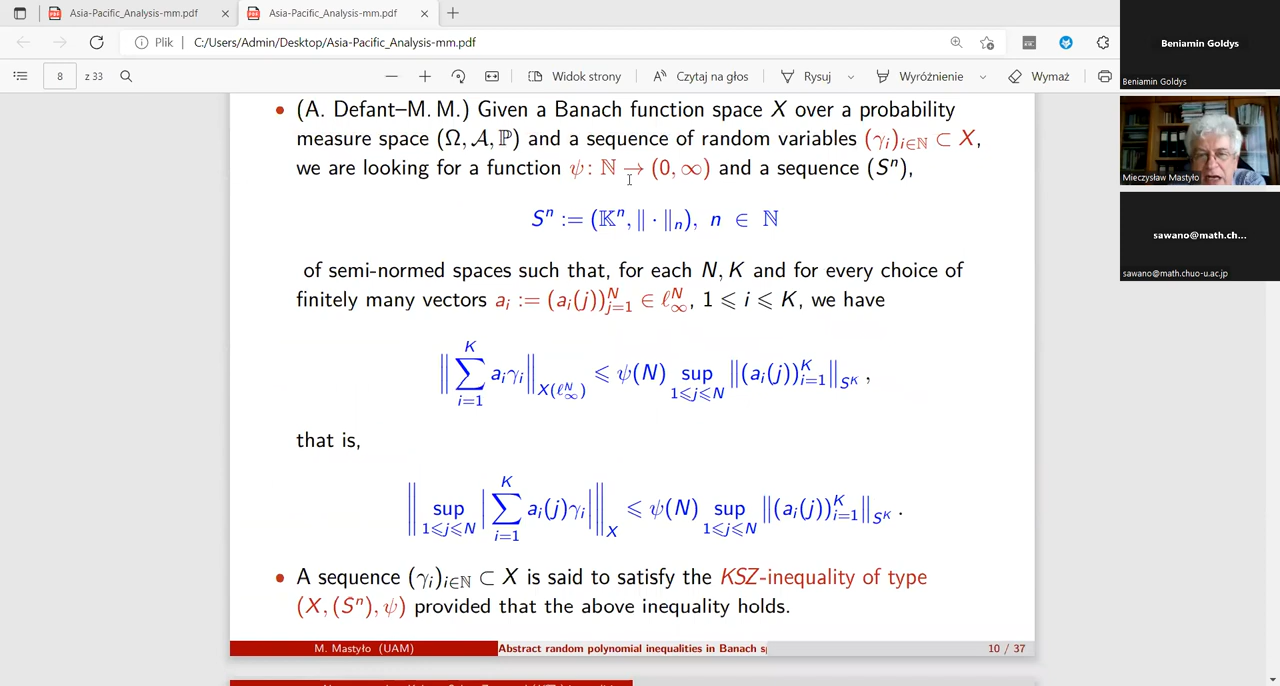 Asia-Pacific_Analysis-mm.pdf
Asia-Pacific_Analysis-mm.pdf
Plik C:/Users/Admin/Desktop/Asia-Pacific_Analysis-mm.pdf
8 z 33 Widok strony Czytaj na głos Rysuj Wyróżnienie Wymaż
• (A. Defant–M. M.) Given a Banach function space X over a probability
measure space (Ω, 𝒜, ℙ) and a sequence of random variables (γ_i)_{i∈ℕ} ⊂ X,
we are looking for a function ψ: ℕ → (0, ∞) and a sequence (S^n),
S^n := (𝕂^n, ‖ · ‖_n), n ∈ ℕ
of semi-normed spaces such that, for each N, K and for every choice of
finitely many vectors a_i := (a_i(j))_{j=1}^N ∈ ℓ_∞^N, 1 ⩽ i ⩽ K, we have
‖∑_{i=1}^K a_iγ_i‖_{X(ℓ_∞^N)} ⩽ ψ(N) sup_{1⩽j⩽N} ‖(a_i(j))_{i=1}^K‖_{S^K} ,
that is,
‖ sup_{1⩽j⩽N} |∑_{i=1}^K a_i(j)γ_i| ‖_X ⩽ ψ(N) sup_{1⩽j⩽N} ‖(a_i(j))_{i=1}^K‖_{S^K} .
• A sequence (γ_i)_{i∈ℕ} ⊂ X is said to satisfy the KSZ-inequality of type
(X, (S^n), ψ) provided that the above inequality holds.
M. Mastyło (UAM) Abstract random polynomial inequalities in Banach s 10 / 37
Beniamin Goldys
Beniamin Goldys
Mieczysław Mastyło
sawano@math.ch...
sawano@math.chuo-u.ac.jp